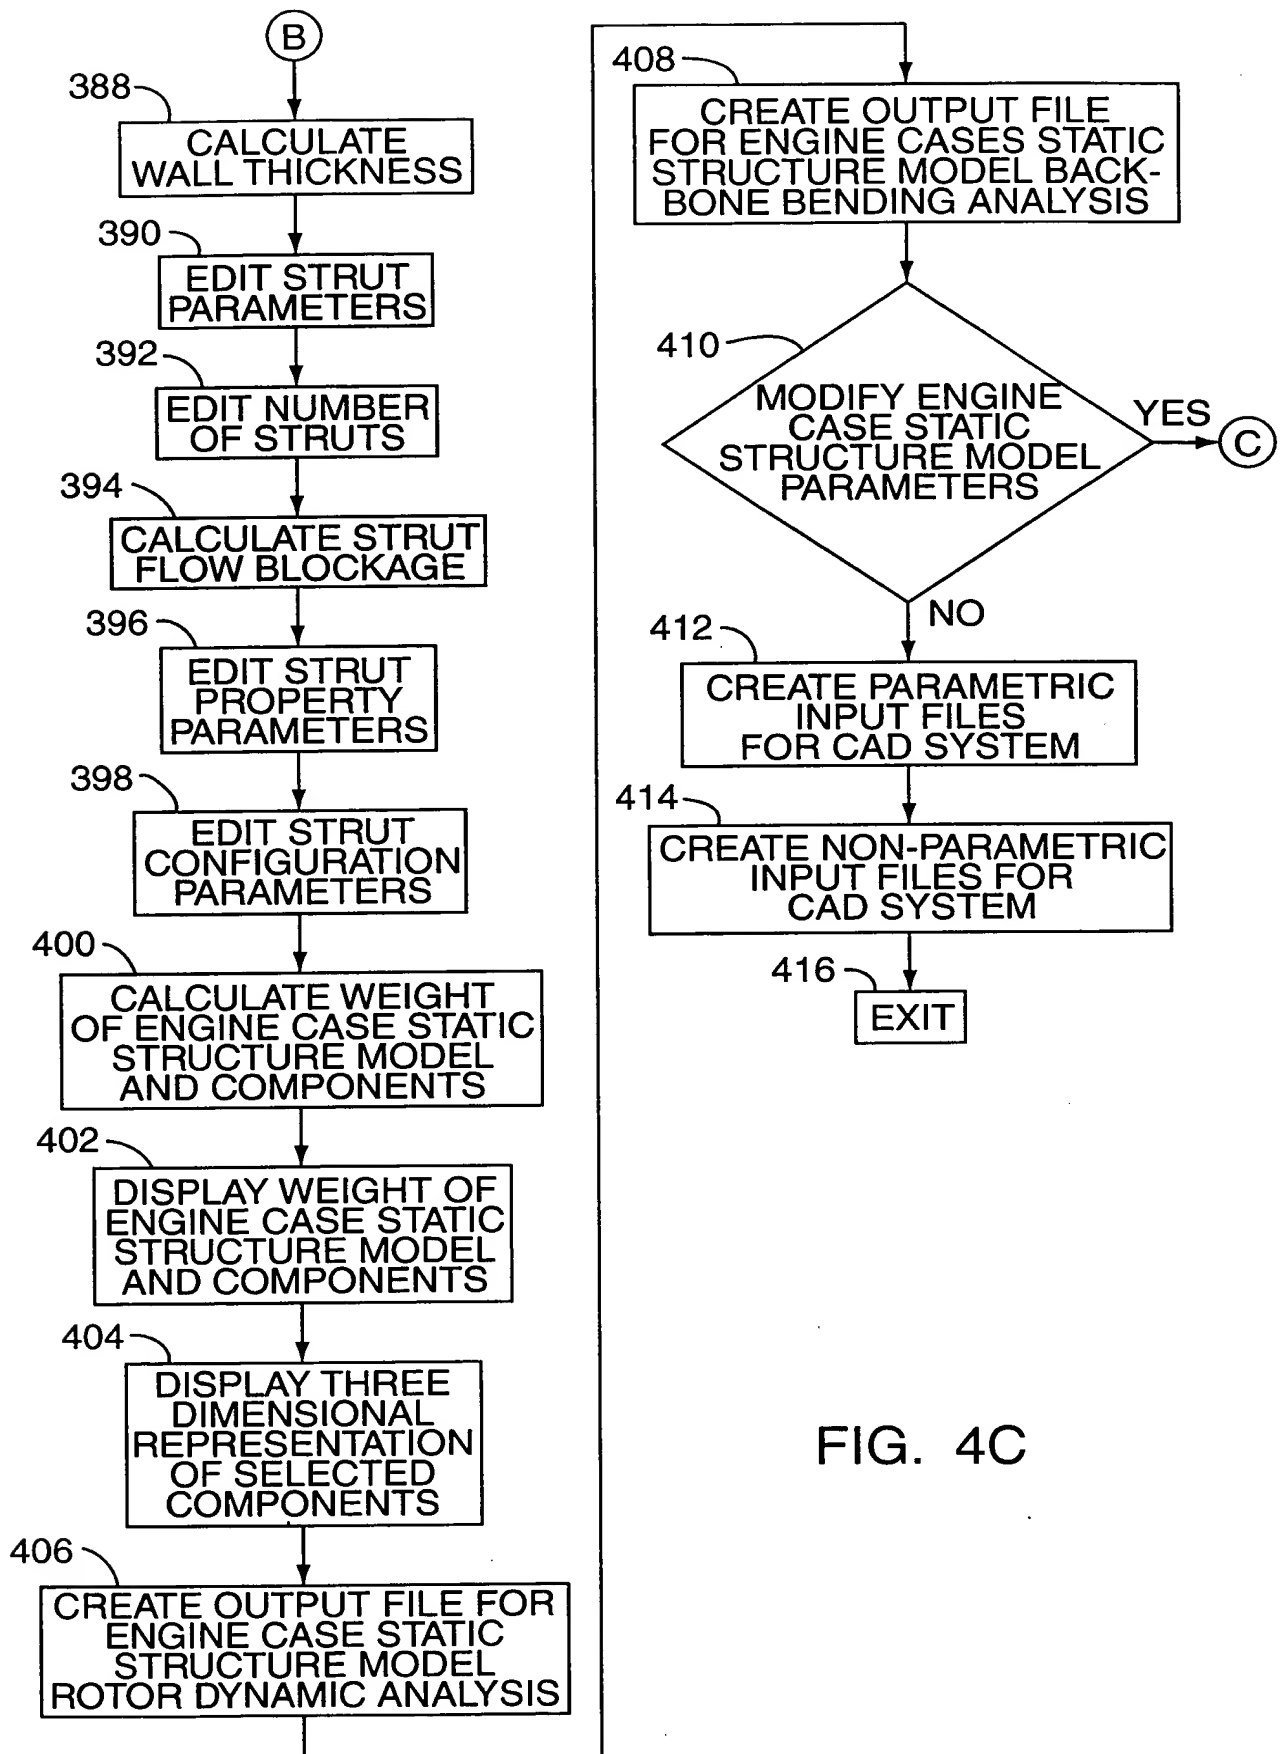 B
388
CALCULATE
WALL THICKNESS
390
EDIT STRUT
PARAMETERS
392
EDIT NUMBER
OF STRUTS
394
CALCULATE STRUT
FLOW BLOCKAGE
396
EDIT STRUT
PROPERTY
PARAMETERS
398
EDIT STRUT
CONFIGURATION
PARAMETERS
400
CALCULATE WEIGHT
OF ENGINE CASE STATIC
STRUCTURE MODEL
AND COMPONENTS
402
DISPLAY WEIGHT OF
ENGINE CASE STATIC
STRUCTURE MODEL
AND COMPONENTS
404
DISPLAY THREE
DIMENSIONAL
REPRESENTATION
OF SELECTED
COMPONENTS
406
CREATE OUTPUT FILE FOR
ENGINE CASE STATIC
STRUCTURE MODEL
ROTOR DYNAMIC ANALYSIS
408
CREATE OUTPUT FILE
FOR ENGINE CASES STATIC
STRUCTURE MODEL BACK-
BONE BENDING ANALYSIS
410
MODIFY ENGINE
CASE STATIC
STRUCTURE MODEL
PARAMETERS
YES
C
NO
412
CREATE PARAMETRIC
INPUT FILES
FOR CAD SYSTEM
414
CREATE NON-PARAMETRIC
INPUT FILES FOR
CAD SYSTEM
416
EXIT
FIG. 4C